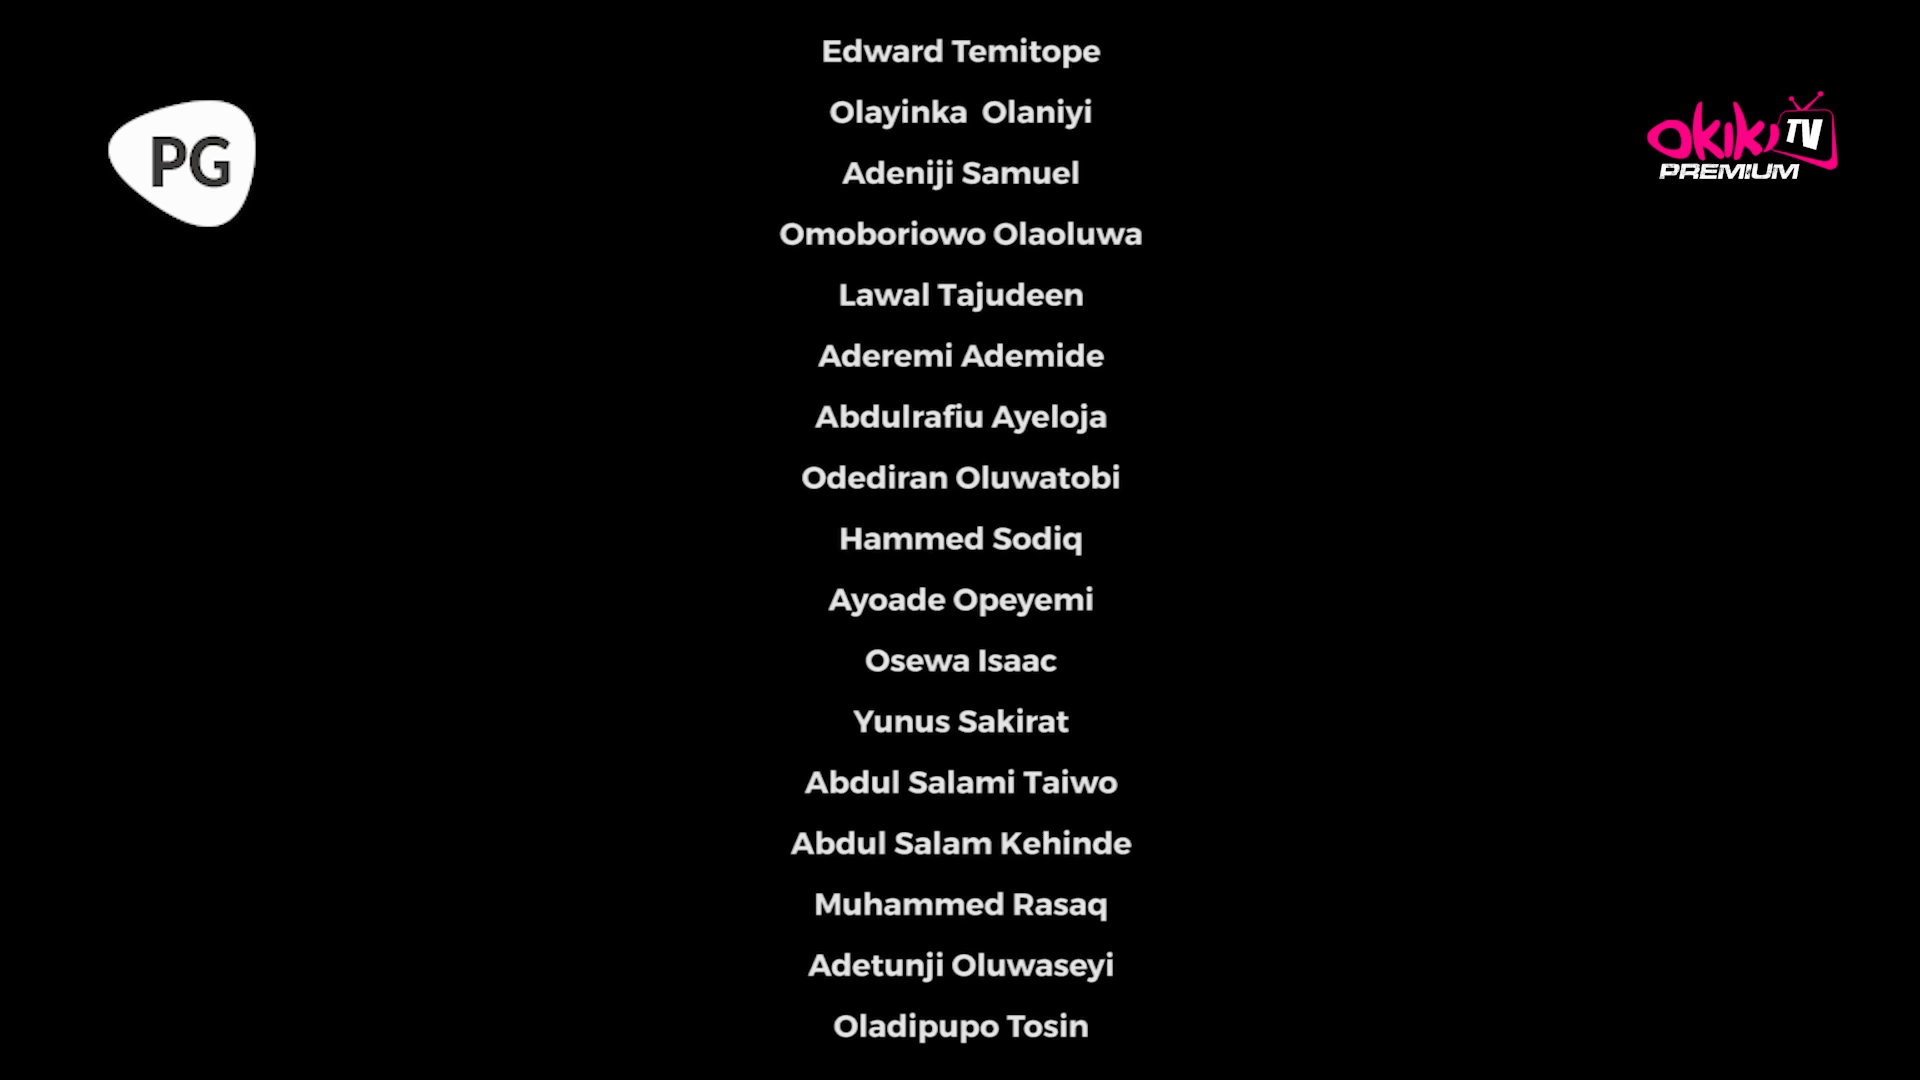 Edward Temitope
Olayinka  Olaniyi
PG
OKIKI TV
PREMIUM
Adeniji Samuel
Omoboriowo Olaoluwa
Lawal Tajudeen
Aderemi Ademide
Abdulrafiu Ayeloja
Odediran Oluwatobi
Hammed Sodiq
Ayoade Opeyemi
Osewa Isaac
Yunus Sakirat
Abdul Salami Taiwo
Abdul Salam Kehinde
Muhammed Rasaq
Adetunji Oluwaseyi
Oladipupo Tosin